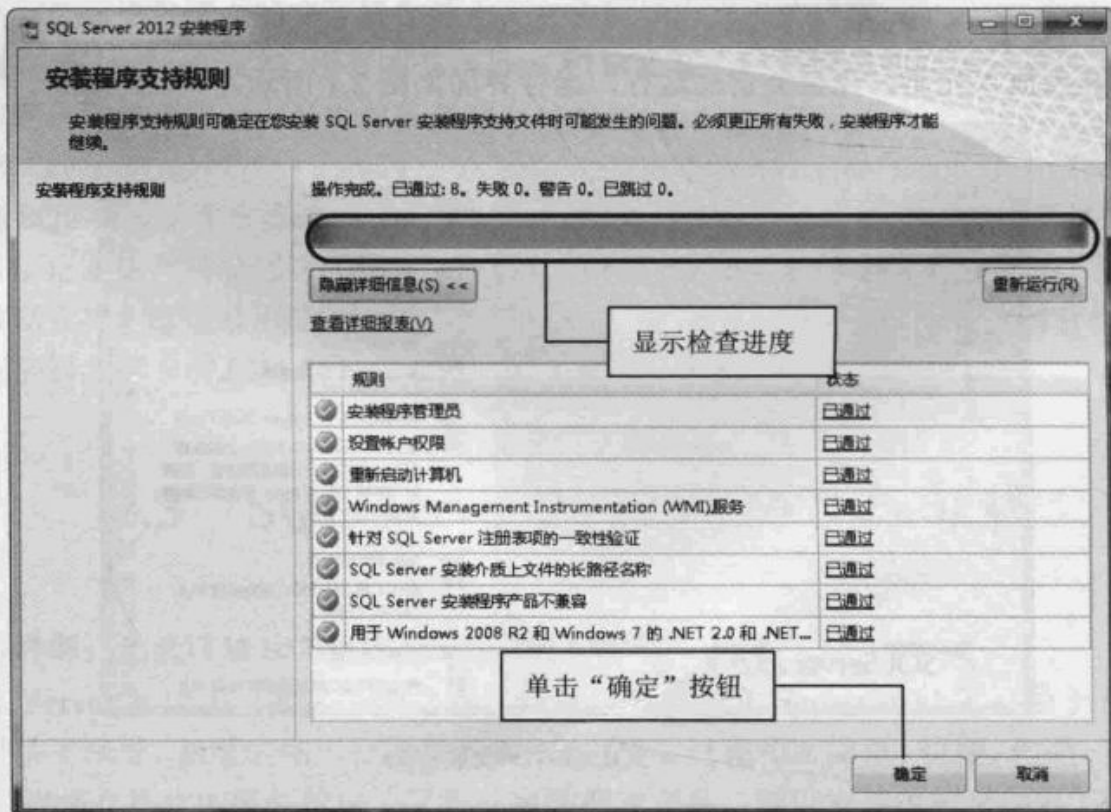 SQL Server 2012 安装程序
安装程序支持规则
安装程序支持规则可确定在您安装 SQL Server 安装程序支持文件时可能发生的问题。必须更正所有失败，安装程序才能
继续。
安装程序支持规则
操作完成。已通过: 8。失败 0。警告 0。已跳过 0。
隐藏详细信息(S) <<
重新运行(R)
查看详细报表(V)
显示检查进度
规则
状态
安装程序管理员
已通过
设置帐户权限
已通过
重新启动计算机
已通过
Windows Management Instrumentation (WMI)服务
已通过
针对 SQL Server 注册表项的一致性验证
已通过
SQL Server 安装介质上文件的长路径名称
已通过
SQL Server 安装程序产品不兼容
已通过
用于 Windows 2008 R2 和 Windows 7 的 .NET 2.0 和 .NET...
已通过
单击“确定”按钮
确定
取消